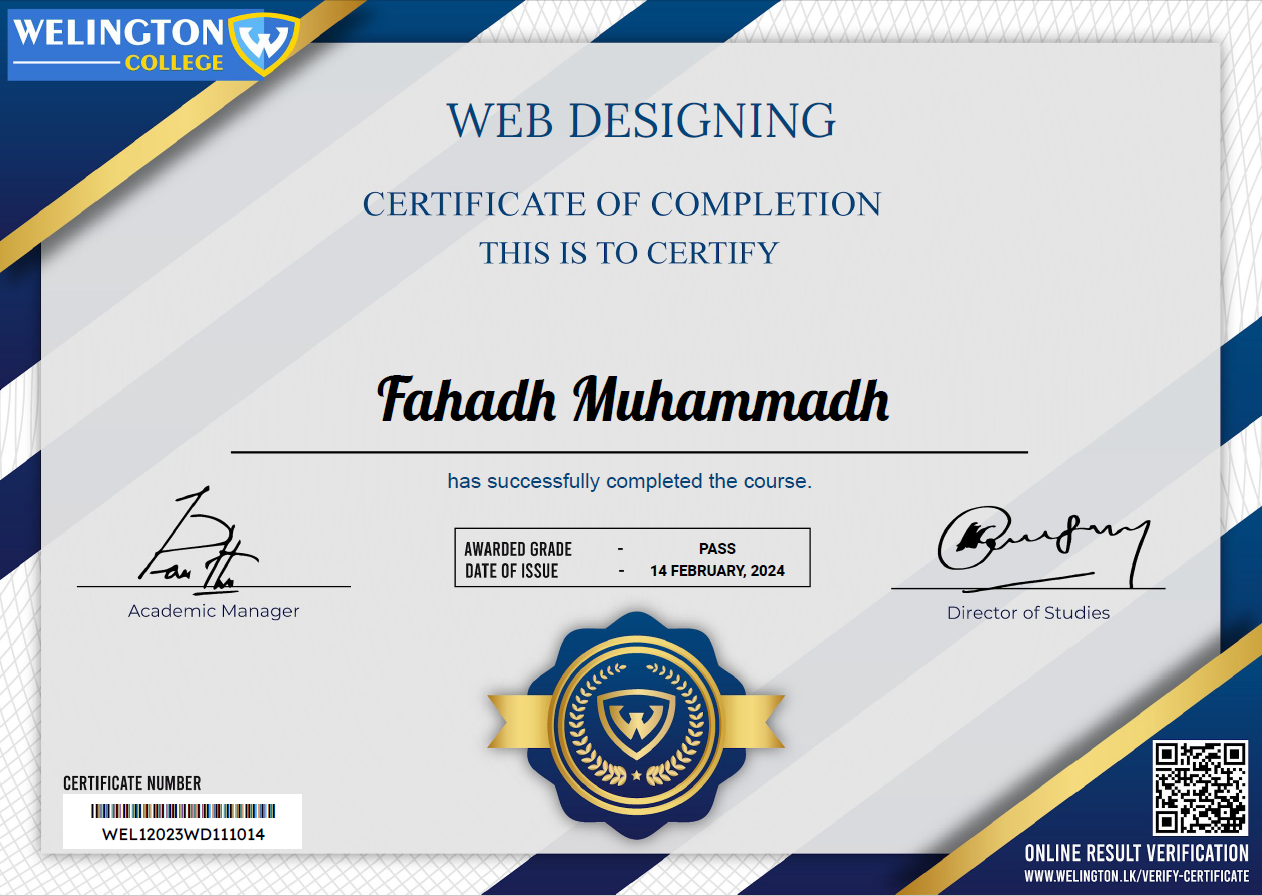 WELINGTON
COLLEGE
WEB DESIGNING
CERTIFICATE OF COMPLETION
THIS IS TO CERTIFY
Fahadh Muhammadh
has successfully completed the course.
AWARDED GRADE - PASS
DATE OF ISSUE - 14 FEBRUARY, 2024
Academic Manager
Director of Studies
W
CERTIFICATE NUMBER
WEL12023WD111014
ONLINE RESULT VERIFICATION
WWW.WELINGTON.LK/VERIFY-CERTIFICATE